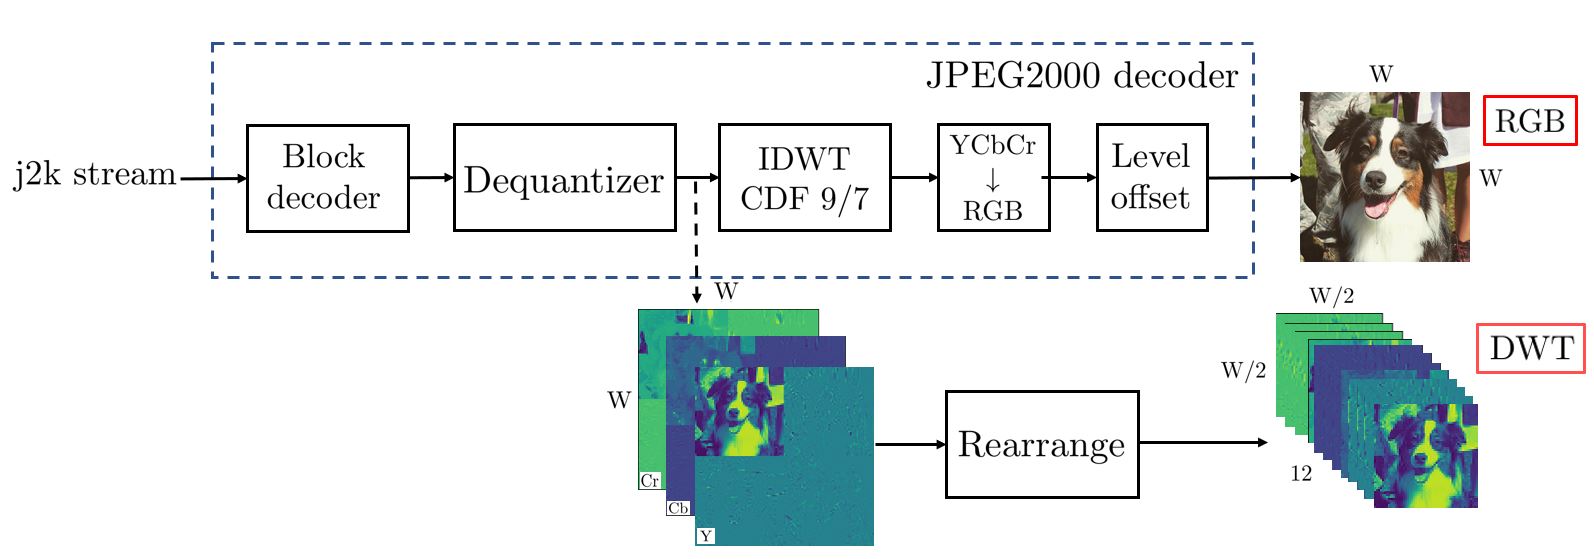 JPEG2000 decoder
j2k stream
Block
decoder
Dequantizer
IDWT
CDF 9/7
YCbCr
↓
RGB
Level
offset
W
W
RGB
W
W
Cr
Cb
Y
Rearrange
W/2
W/2
12
DWT